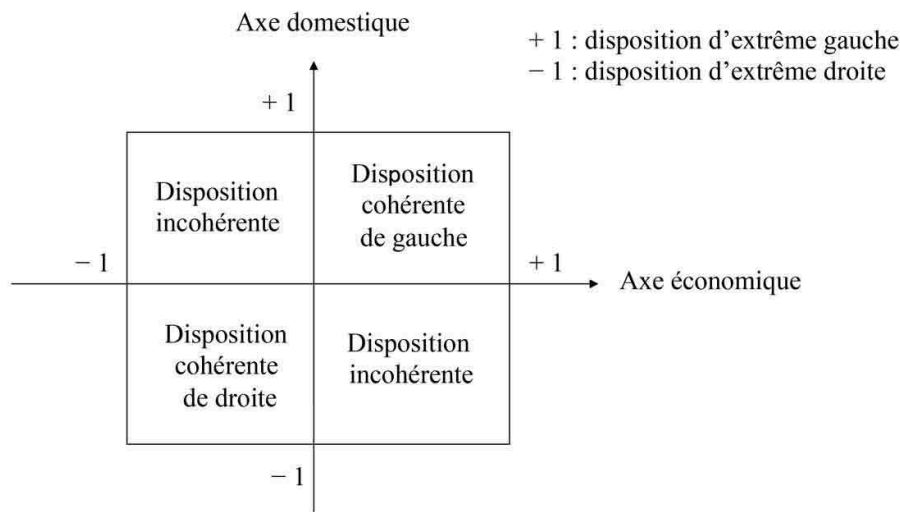 Axe domestique
+ 1 : disposition d’extrême gauche
− 1 : disposition d’extrême droite
+ 1
Disposition
incohérente
Disposition
cohérente
de gauche
− 1
+ 1
Axe économique
Disposition
cohérente
de droite
Disposition
incohérente
− 1